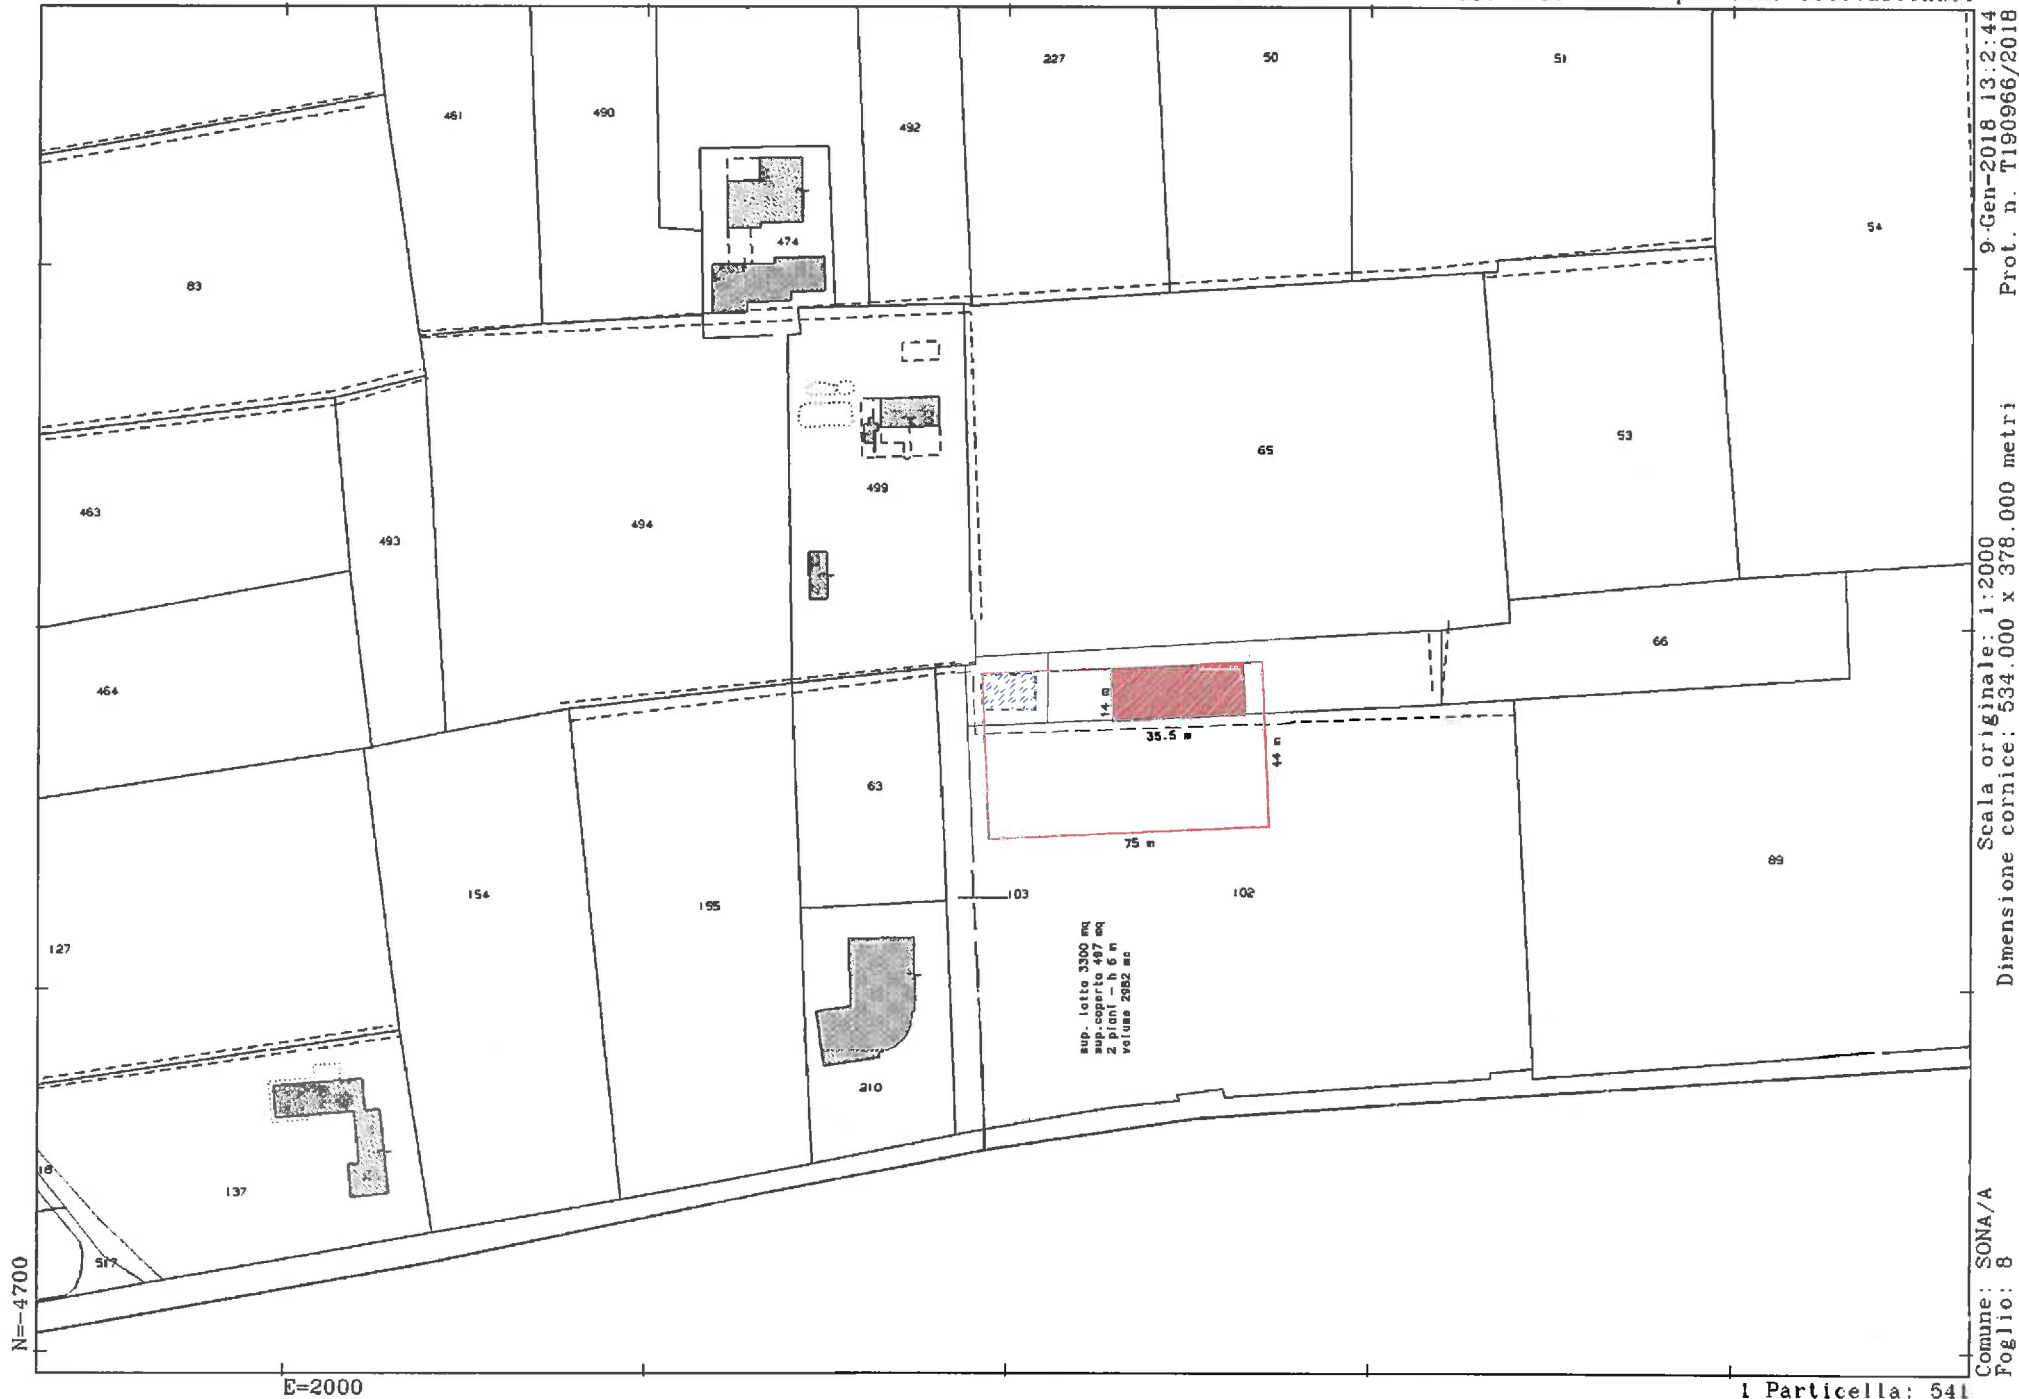 227
50
51
461
490
492
54
474
83
65
53
499
463
494
493
66
464
14 m
35.5 m
44 m
63
75 m
89
154
195
103
102
127
sup. lotto 3300 mq
sup.coperta 497 mq
2 piani - h 6 m
volume 2982 mc
210
18
137
517
N=-4700
E=2000
9-Gen-2018 13:2:44
Prot. n. T190966/2018
Scala originale: 1:2000
Dimensione cornice: 534.000 x 378.000 metri
Comune: SONA/A
Foglio: 8
1 Particella: 541